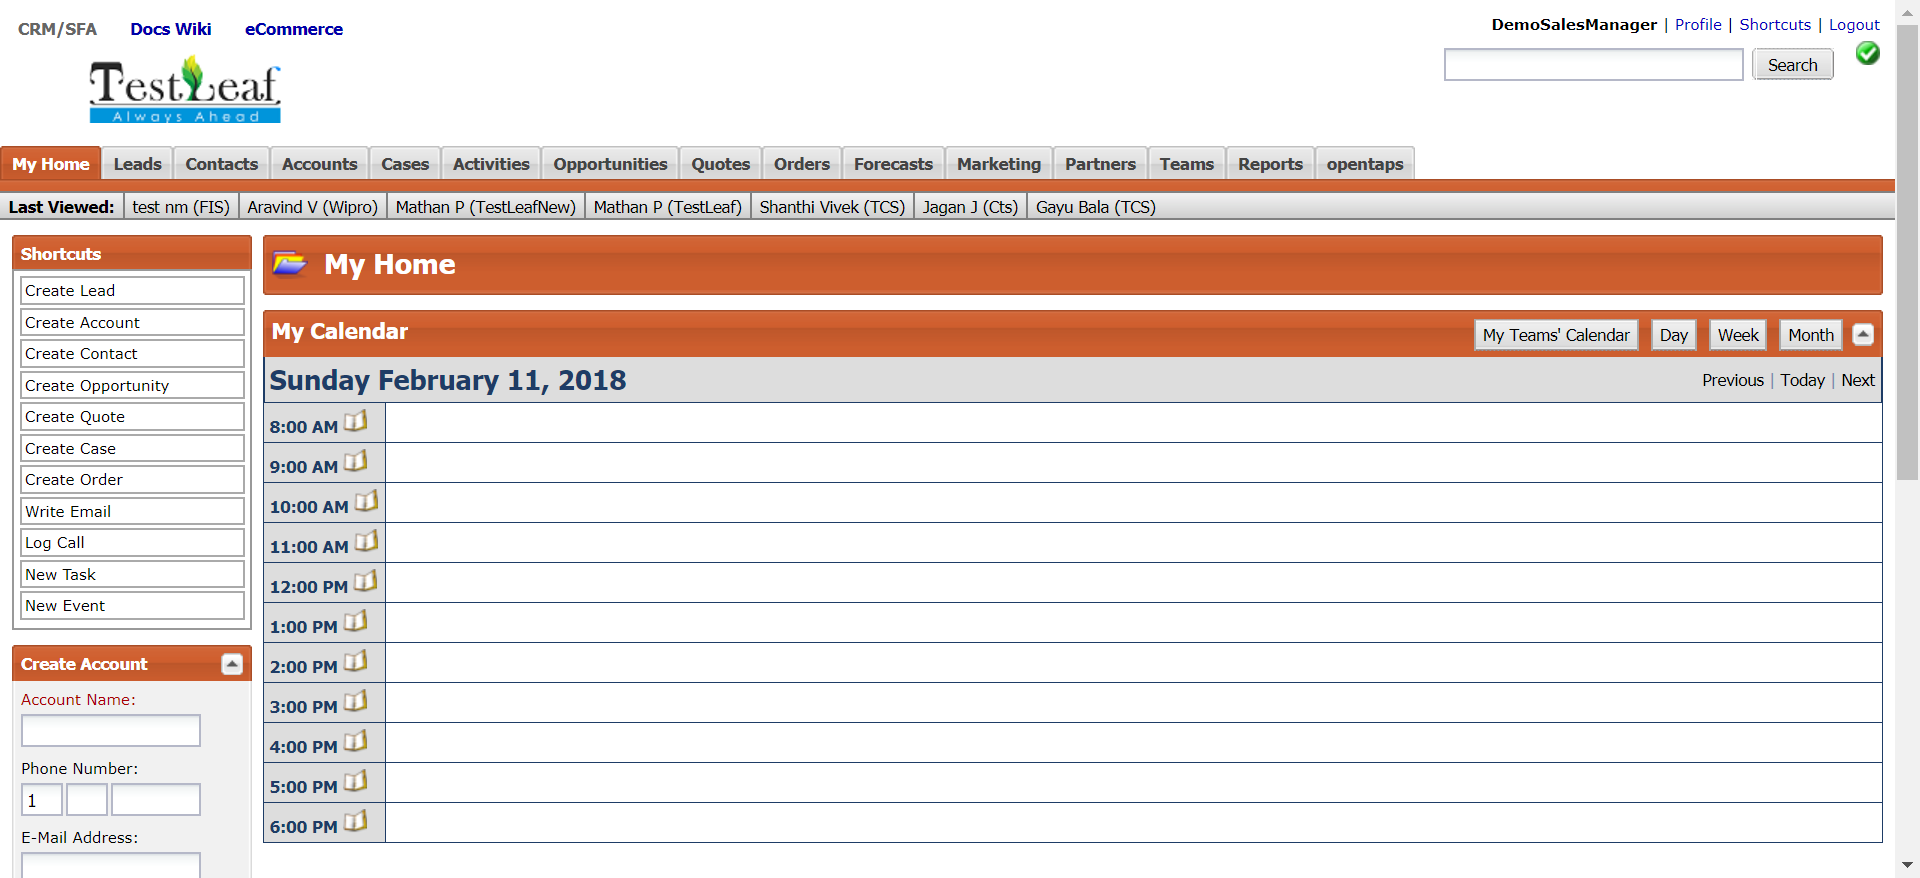 CRM/SFA Docs Wiki eCommerce
DemoSalesManager | Profile | Shortcuts | Logout
Search
TestLeaf
Always Ahead
My Home Leads Contacts Accounts Cases Activities Opportunities Quotes Orders Forecasts Marketing Partners Teams Reports opentaps
Last Viewed: test nm (FIS) Aravind V (Wipro) Mathan P (TestLeafNew) Mathan P (TestLeaf) Shanthi Vivek (TCS) Jagan J (Cts) Gayu Bala (TCS)
Shortcuts
Create Lead
Create Account
Create Contact
Create Opportunity
Create Quote
Create Case
Create Order
Write Email
Log Call
New Task
New Event
Create Account
Account Name:
Phone Number:
1
E-Mail Address:
My Home
My Calendar
My Teams' Calendar Day Week Month
Sunday February 11, 2018
Previous | Today | Next
8:00 AM
9:00 AM
10:00 AM
11:00 AM
12:00 PM
1:00 PM
2:00 PM
3:00 PM
4:00 PM
5:00 PM
6:00 PM